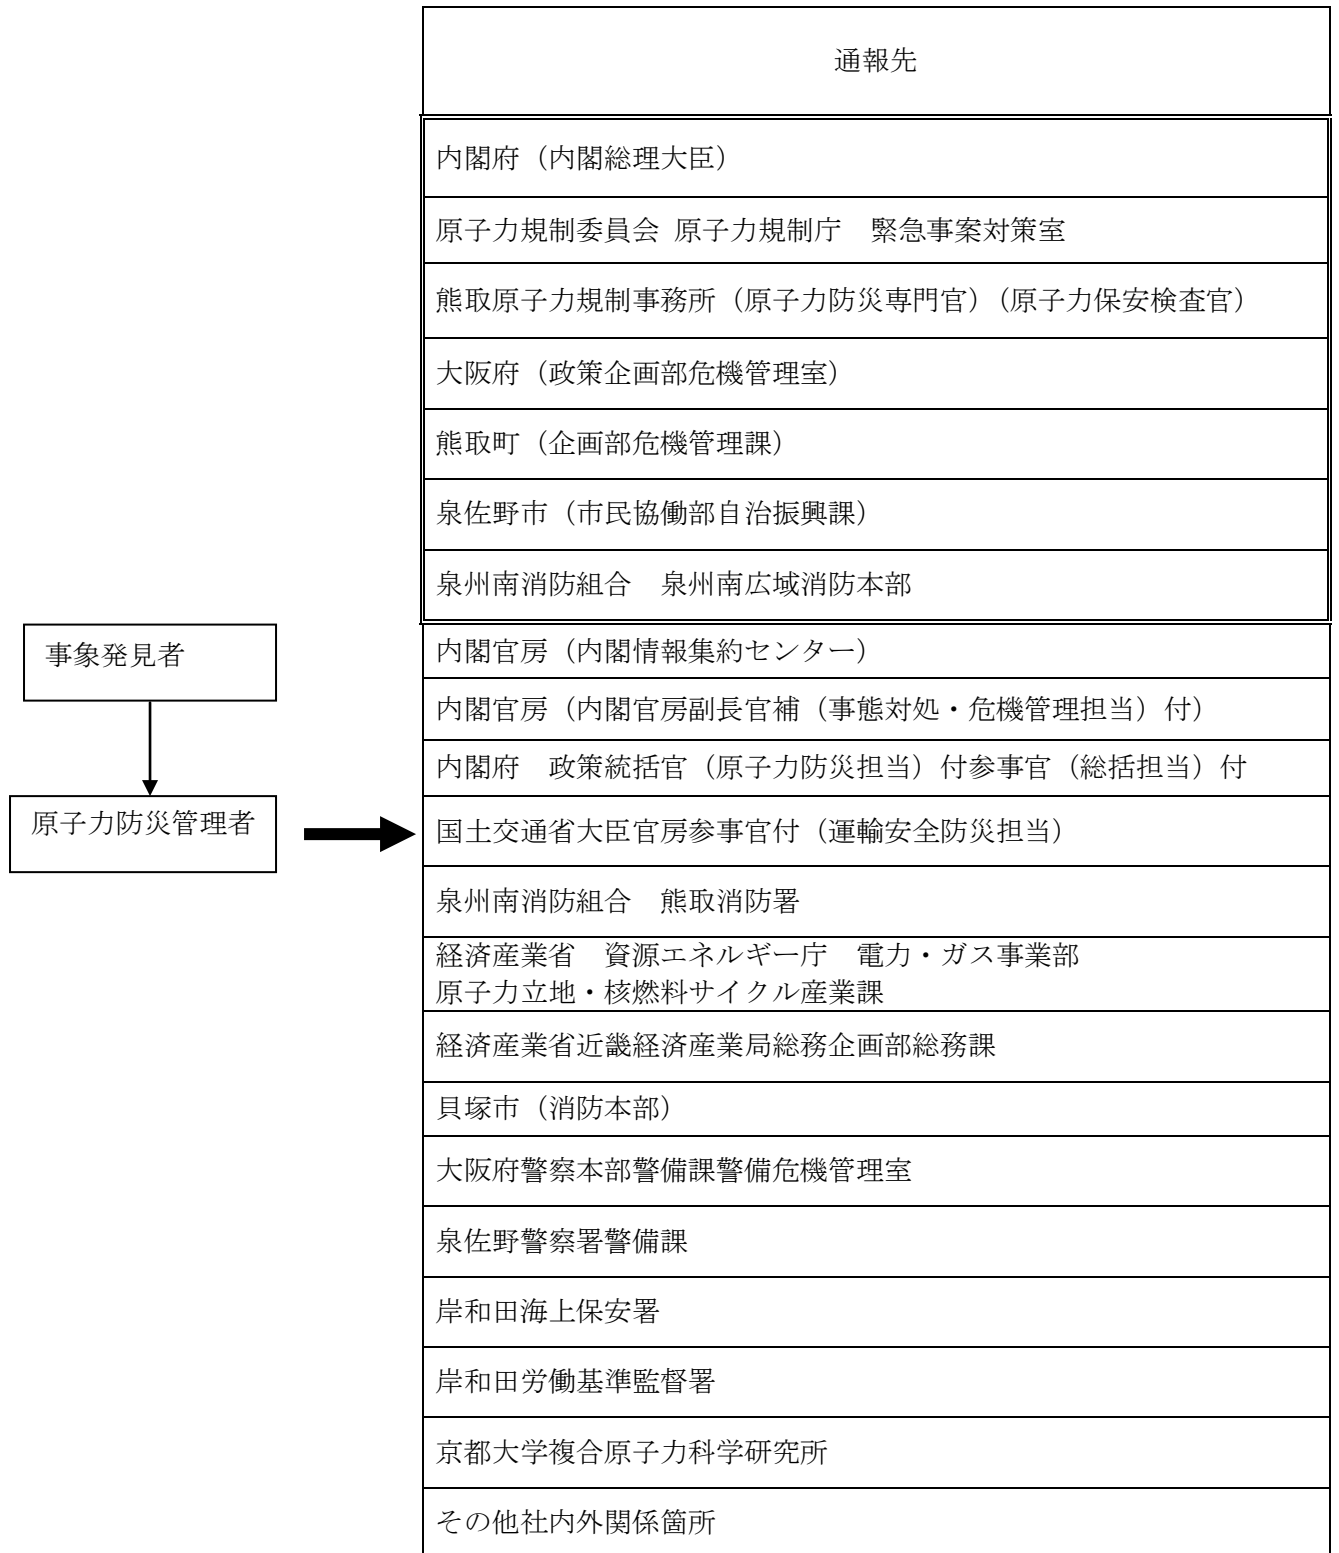 通報先
内閣府（内閣総理大臣）
原子力規制委員会 原子力規制庁　緊急事案対策室
熊取原子力規制事務所（原子力防災専門官）（原子力保安検査官）
大阪府（政策企画部危機管理室）
熊取町（企画部危機管理課）
泉佐野市（市民協働部自治振興課）
泉州南消防組合　泉州南広域消防本部
事象発見者
原子力防災管理者
内閣官房（内閣情報集約センター）
内閣官房（内閣官房副長官補（事態対処・危機管理担当）付）
内閣府　政策統括官（原子力防災担当）付参事官（総括担当）付
国土交通省大臣官房参事官付（運輸安全防災担当）
泉州南消防組合　熊取消防署
経済産業省　資源エネルギー庁　電力・ガス事業部
原子力立地・核燃料サイクル産業課
経済産業省近畿経済産業局総務企画部総務課
貝塚市（消防本部）
大阪府警察本部警備課警備危機管理室
泉佐野警察署警備課
岸和田海上保安署
岸和田労働基準監督署
京都大学複合原子力科学研究所
その他社内外関係箇所